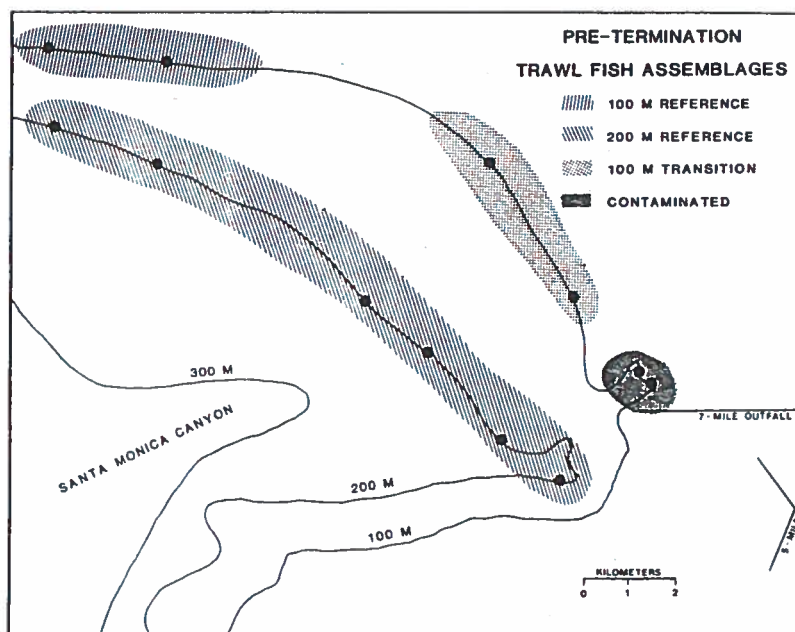 PRE-TERMINATION
TRAWL FISH ASSEMBLAGES
100 M REFERENCE
200 M REFERENCE
100 M TRANSITION
CONTAMINATED
300 M
SANTA MONICA CANYON
7-MILE OUTFALL
200 M
100 M
KILOMETERS
0 1 2